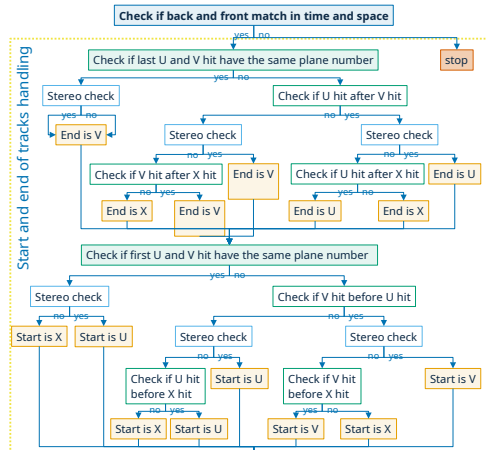 Check if back and front match in time and space
yes no
Start and end of tracks handling
Check if last U and V hit have the same plane number
stop
yes no
Stereo check
Check if U hit after V hit
yes no
no yes
End is V
Stereo check
Stereo check
no yes
no yes
Check if V hit after X hit
End is V
Check if U hit after X hit
End is U
no yes
yes no
End is X
End is V
End is U
End is X
Check if first U and V hit have the same plane number
yes no
Stereo check
Check if V hit before U hit
no yes
no yes
Start is X
Start is U
Stereo check
Stereo check
no yes
no yes
Check if U hit
before X hit
Start is U
Check if V hit
before X hit
Start is V
no yes
yes no
Start is X
Start is U
Start is V
Start is X